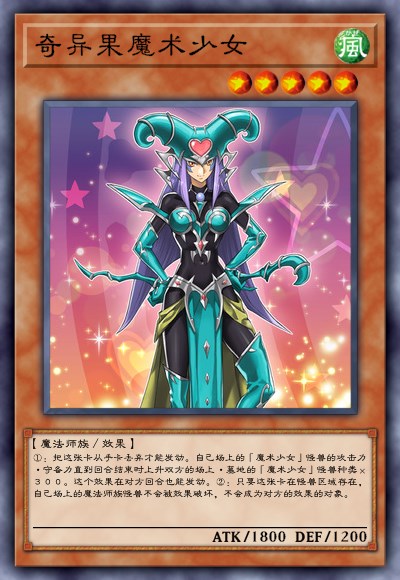 奇异果魔术少女
風
【魔法师族／效果】
①：把这张卡从手卡丢弃才能发动。自己场上的「魔术少女」怪兽的攻击力
·守备力直到回合结束时上升双方的场上·墓地的「魔术少女」怪兽种类×
３００。这个效果在对方回合也能发动。②：只要这张卡在怪兽区域存在，
自己场上的魔法师族怪兽不会被效果破坏，不会成为对方的效果的对象。
ATK/1800 DEF/1200